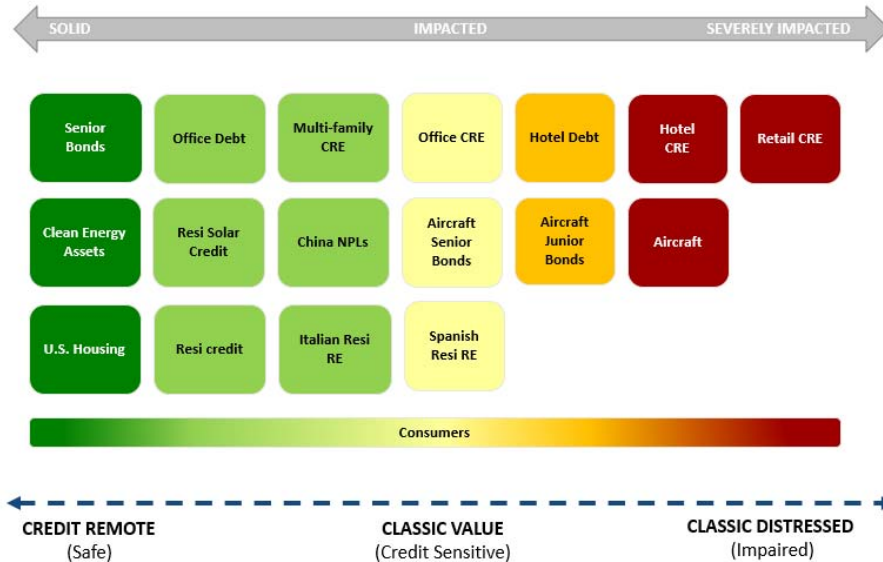 SOLID IMPACTED SEVERELY IMPACTED
Senior
Bonds
Office Debt
Multi-family
CRE
Office CRE
Hotel Debt
Hotel
CRE
Retail CRE
Clean Energy
Assets
Resi Solar
Credit
China NPLs
Aircraft
Senior
Bonds
Aircraft
Junior
Bonds
Aircraft
U.S. Housing
Resi credit
Italian Resi
RE
Spanish
Resi RE
Consumers
CREDIT REMOTE
(Safe)
CLASSIC VALUE
(Credit Sensitive)
CLASSIC DISTRESSED
(Impaired)